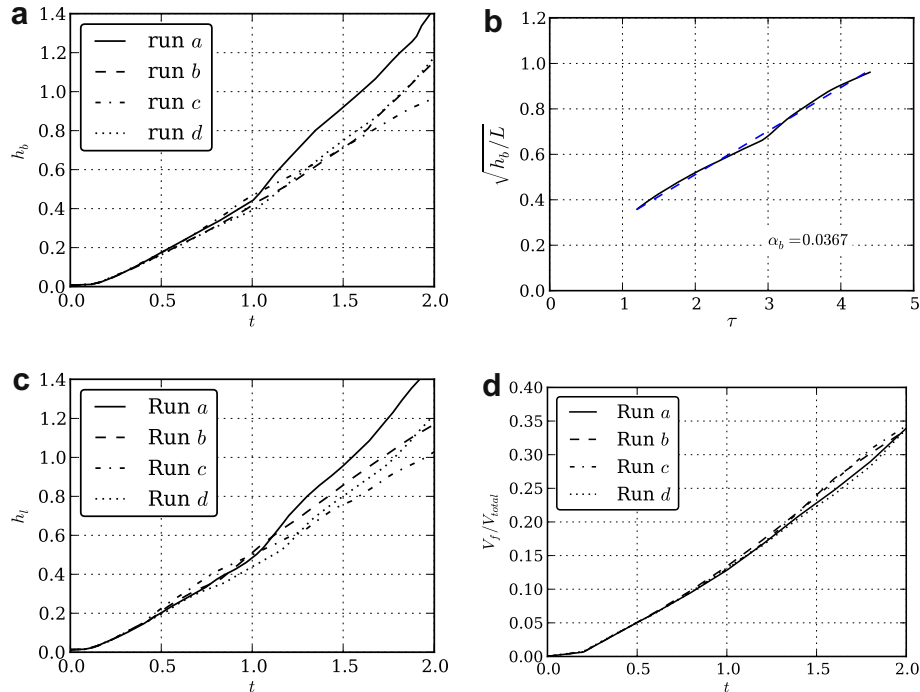 a
1.4
1.2
1.0
0.8
0.6
0.4
0.2
0.0
h_b
run a
run b
run c
run d
0.0 0.5 1.0 1.5 2.0
t
b
1.2
1.0
0.8
0.6
0.4
0.2
0.0
√h_b/L
α_b =0.0367
0 1 2 3 4 5
τ
c
1.4
1.2
1.0
0.8
0.6
0.4
0.2
0.0
h_l
Run a
Run b
Run c
Run d
0.0 0.5 1.0 1.5 2.0
t
d
0.40
0.35
0.30
0.25
0.20
0.15
0.10
0.05
0.00
V_f/V_total
Run a
Run b
Run c
Run d
0.0 0.5 1.0 1.5 2.0
t